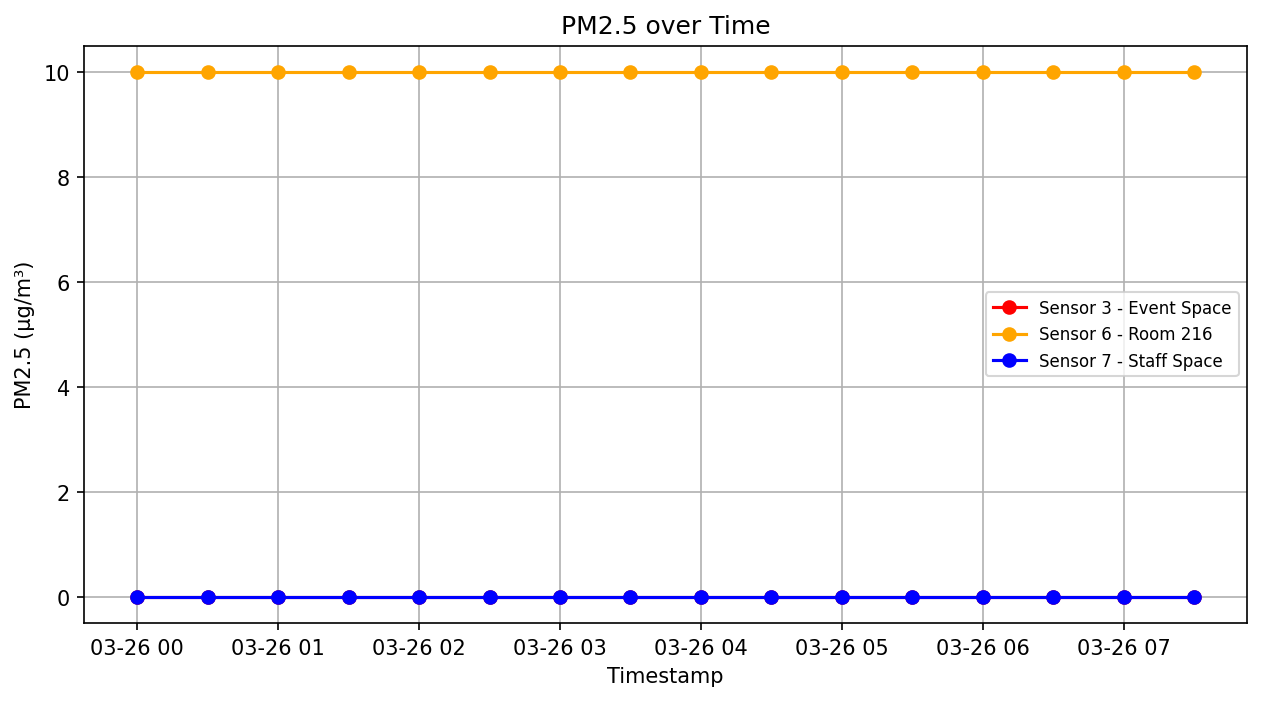 PM2.5 over Time
10
8
6
4
2
0
PM2.5 (µg/m³)
Sensor 3 - Event Space
Sensor 6 - Room 216
Sensor 7 - Staff Space
03-26 00 03-26 01 03-26 02 03-26 03 03-26 04 03-26 05 03-26 06 03-26 07
Timestamp